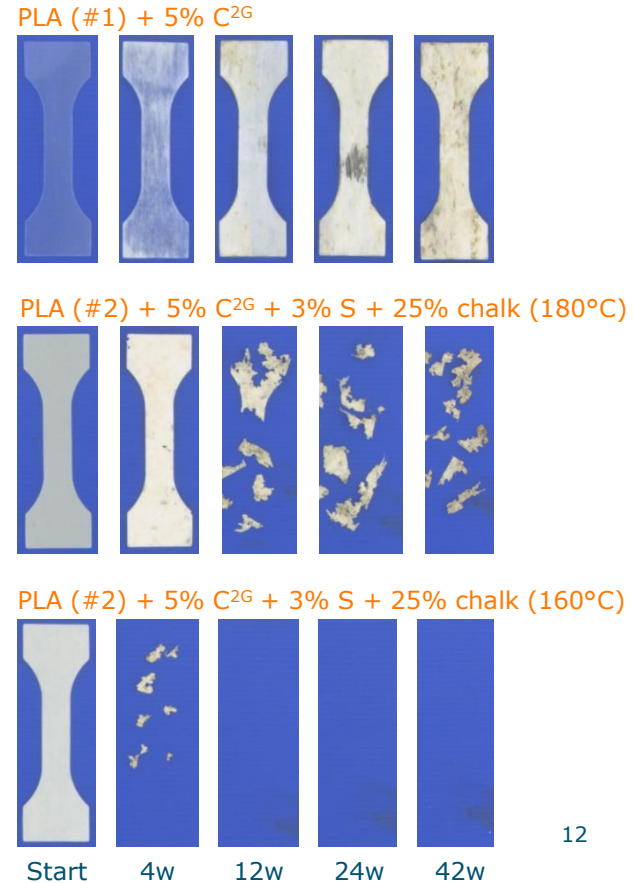 PLA (#1) + 5% C²ᴳ
PLA (#2) + 5% C²ᴳ + 3% S + 25% chalk (180°C)
PLA (#2) + 5% C²ᴳ + 3% S + 25% chalk (160°C)
12
Start 4w 12w 24w 42w